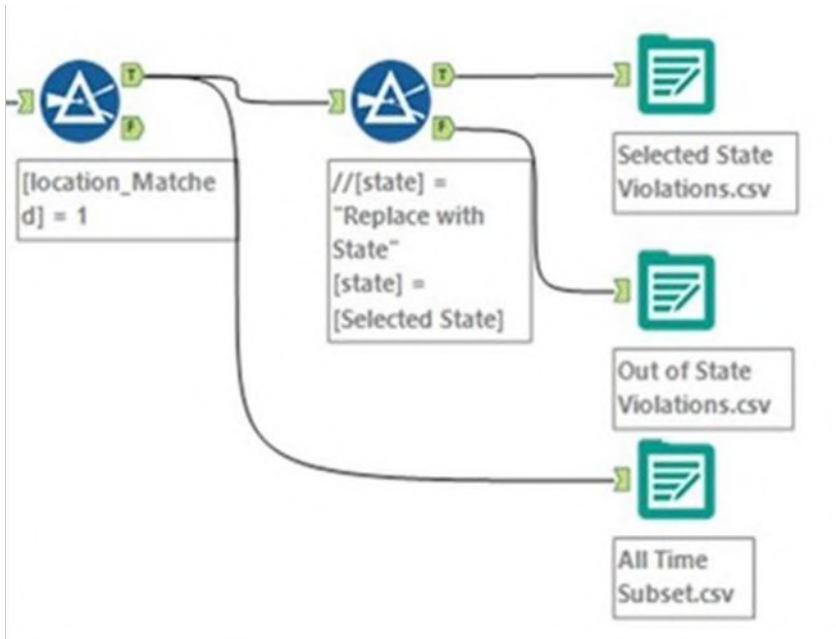 T
F
[location_Matche
d] = 1
T
F
//[state] =
"Replace with
State"
[state] =
[Selected State]
Selected State
Violations.csv
Out of State
Violations.csv
All Time
Subset.csv